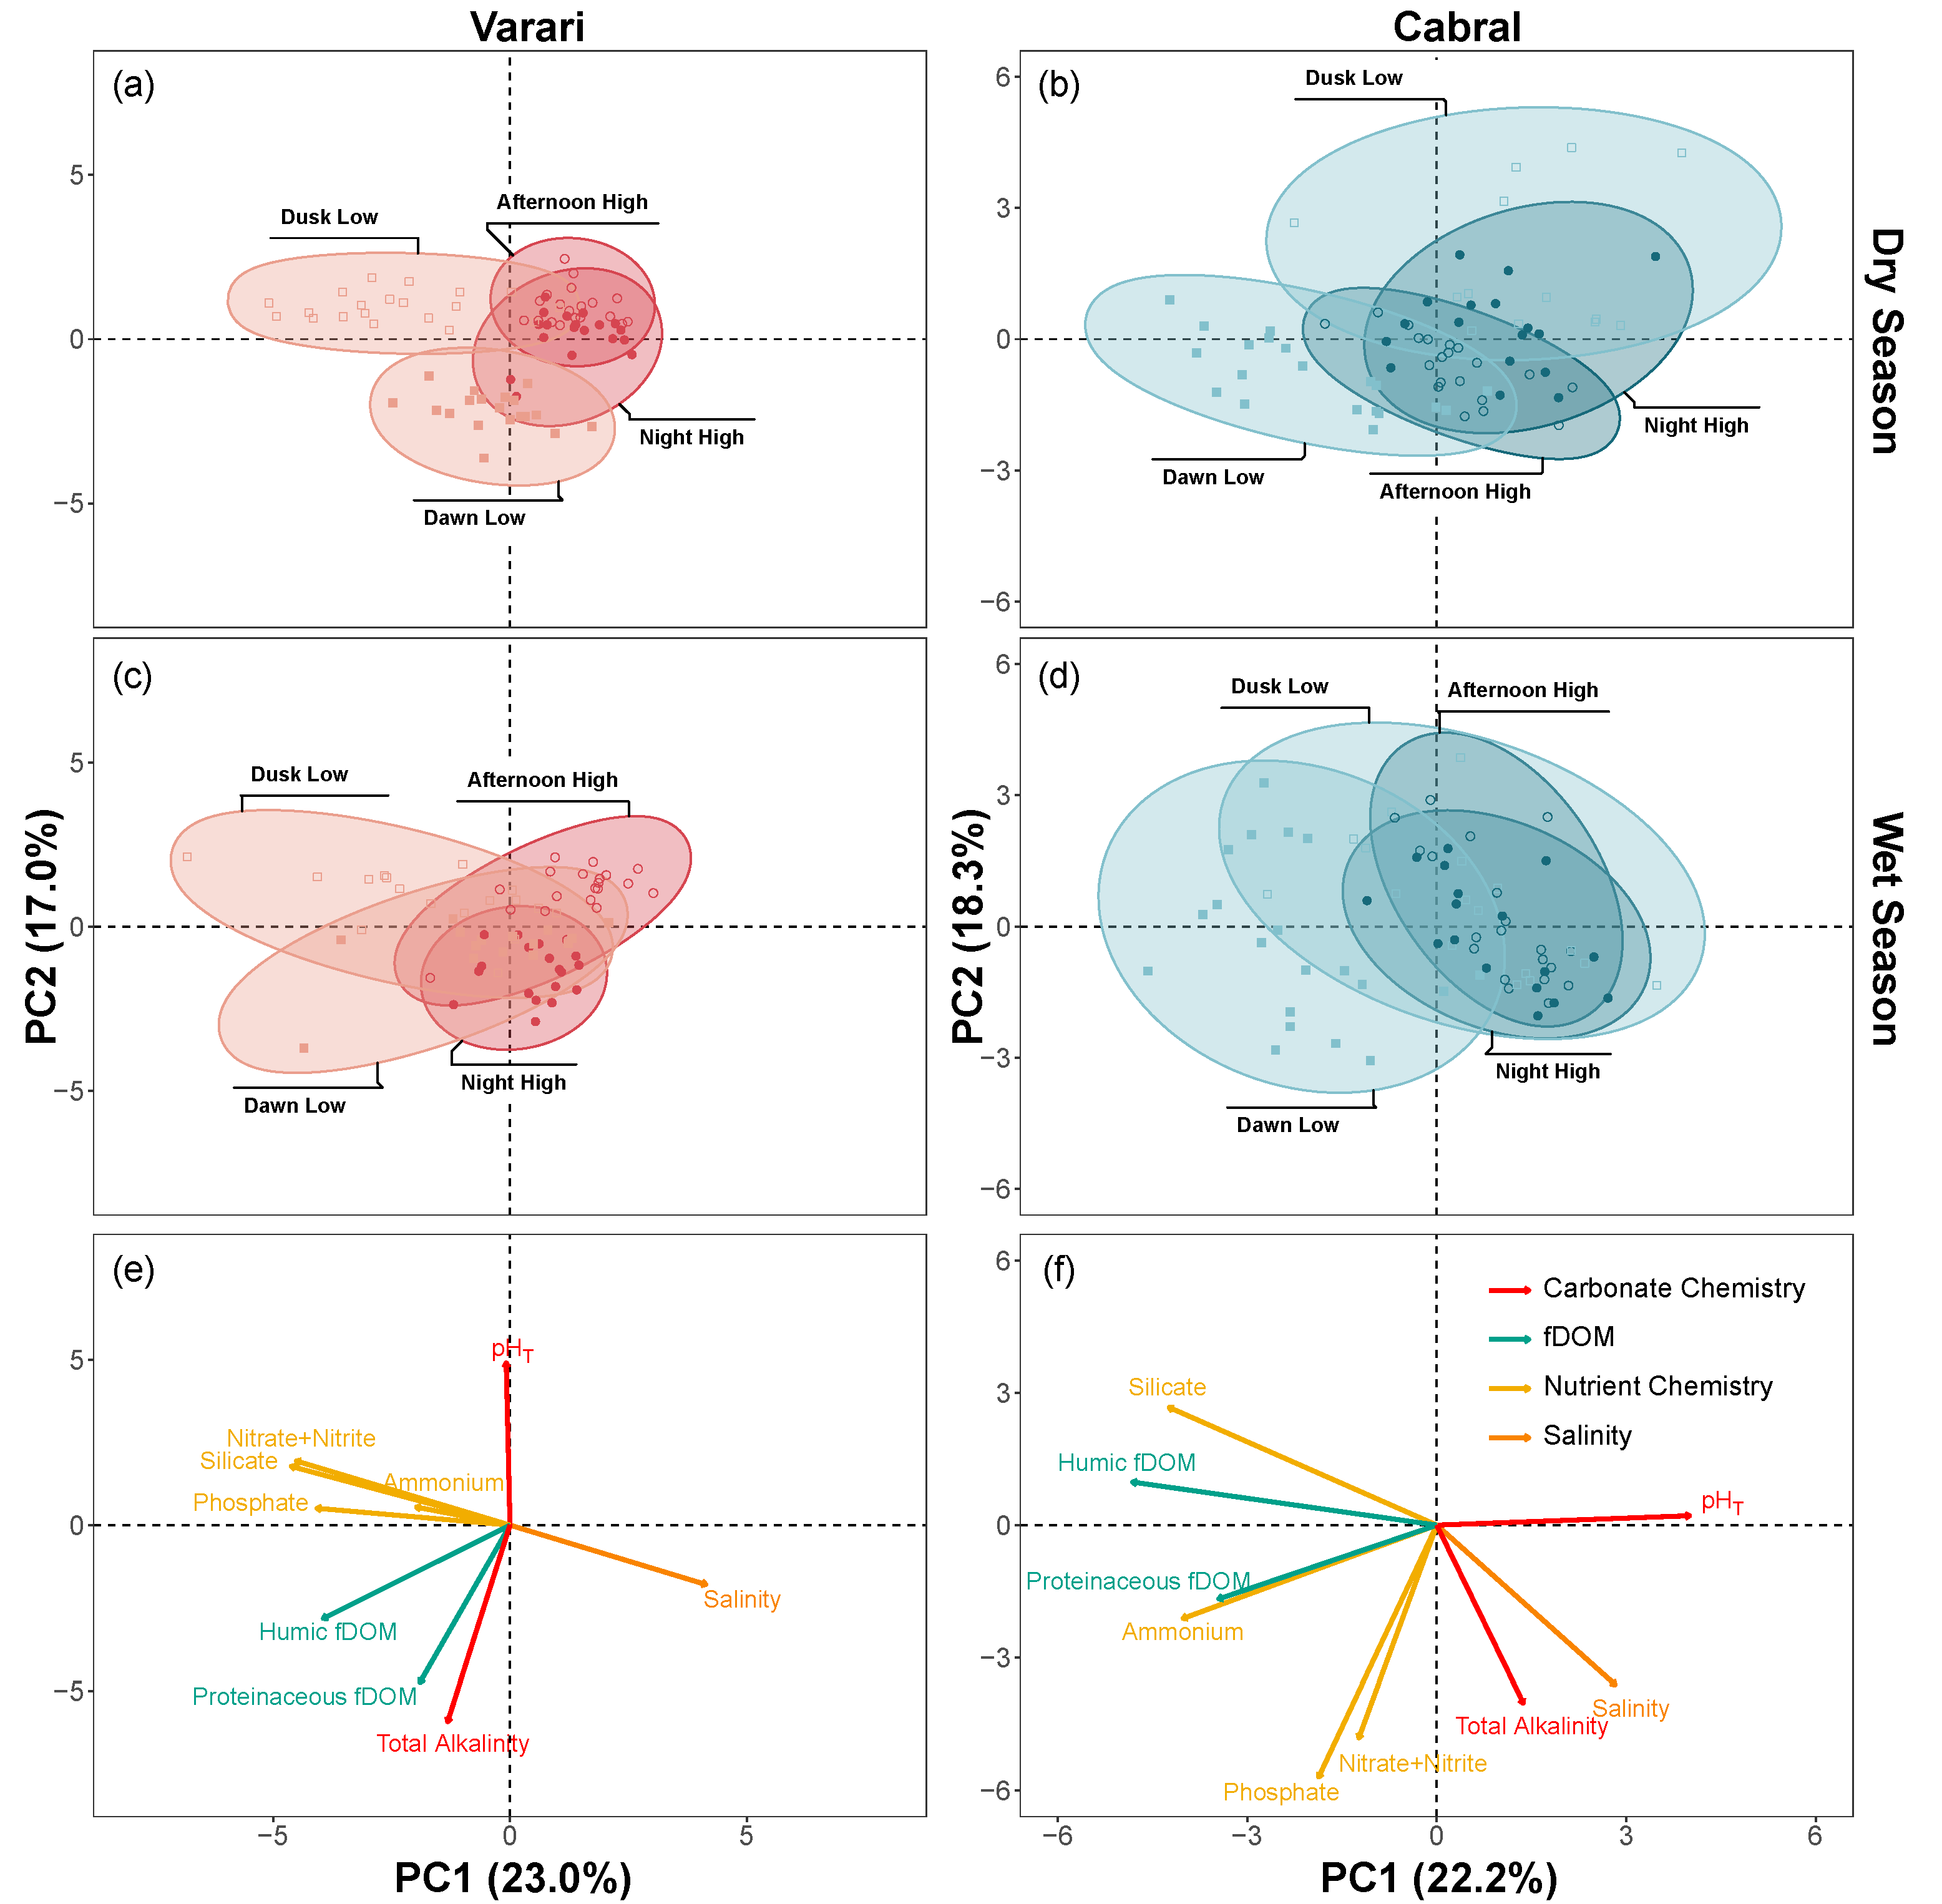 Varari
Cabral
(a)
Dusk Low
Afternoon High
Night High
Dawn Low
5
0
−5
(b)
Dusk Low
Night High
Dawn Low
Afternoon High
6
3
0
−3
−6
Dry Season
(c)
Dusk Low
Afternoon High
Night High
Dawn Low
5
0
−5
PC2 (17.0%)
(d)
Dusk Low
Afternoon High
Night High
Dawn Low
6
3
0
−3
−6
PC2 (18.3%)
Wet Season
(e)
pHT
Nitrate+Nitrite
Silicate
Ammonium
Phosphate
Salinity
Humic fDOM
Proteinaceous fDOM
Total Alkalinity
5
0
−5
−5
0
5
PC1 (23.0%)
(f)
Carbonate Chemistry
fDOM
Nutrient Chemistry
Salinity
Silicate
Humic fDOM
pHT
Proteinaceous fDOM
Ammonium
Salinity
Total Alkalinity
Nitrate+Nitrite
Phosphate
6
3
0
−3
−6
−6
−3
0
3
6
PC1 (22.2%)